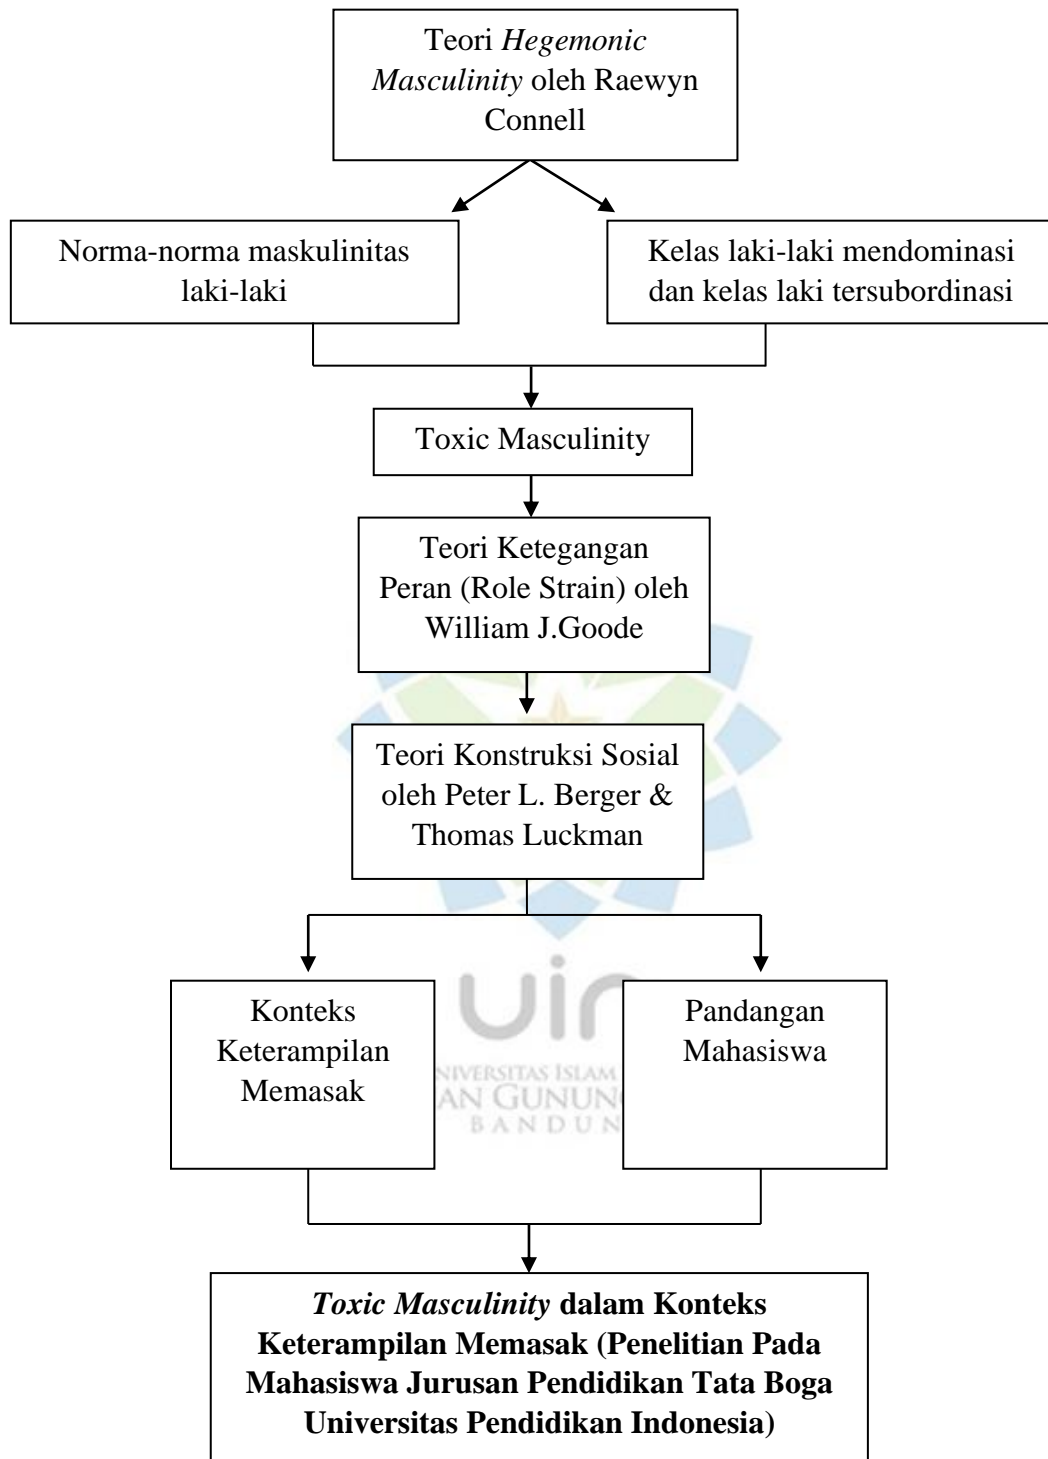 Teori Hegemonic
Masculinity oleh Raewyn
Connell
Norma-norma maskulinitas
laki-laki
Kelas laki-laki mendominasi
dan kelas laki tersubordinasi
Toxic Masculinity
Teori Ketegangan
Peran (Role Strain) oleh
William J.Goode
Teori Konstruksi Sosial
oleh Peter L. Berger &
Thomas Luckman
Konteks
Keterampilan
Memasak
Pandangan
Mahasiswa
ISLAM
BANDUN
Toxic Masculinity dalam Konteks
Keterampilan Memasak (Penelitian Pada
Mahasiswa Jurusan Pendidikan Tata Boga
Universitas Pendidikan Indonesia)